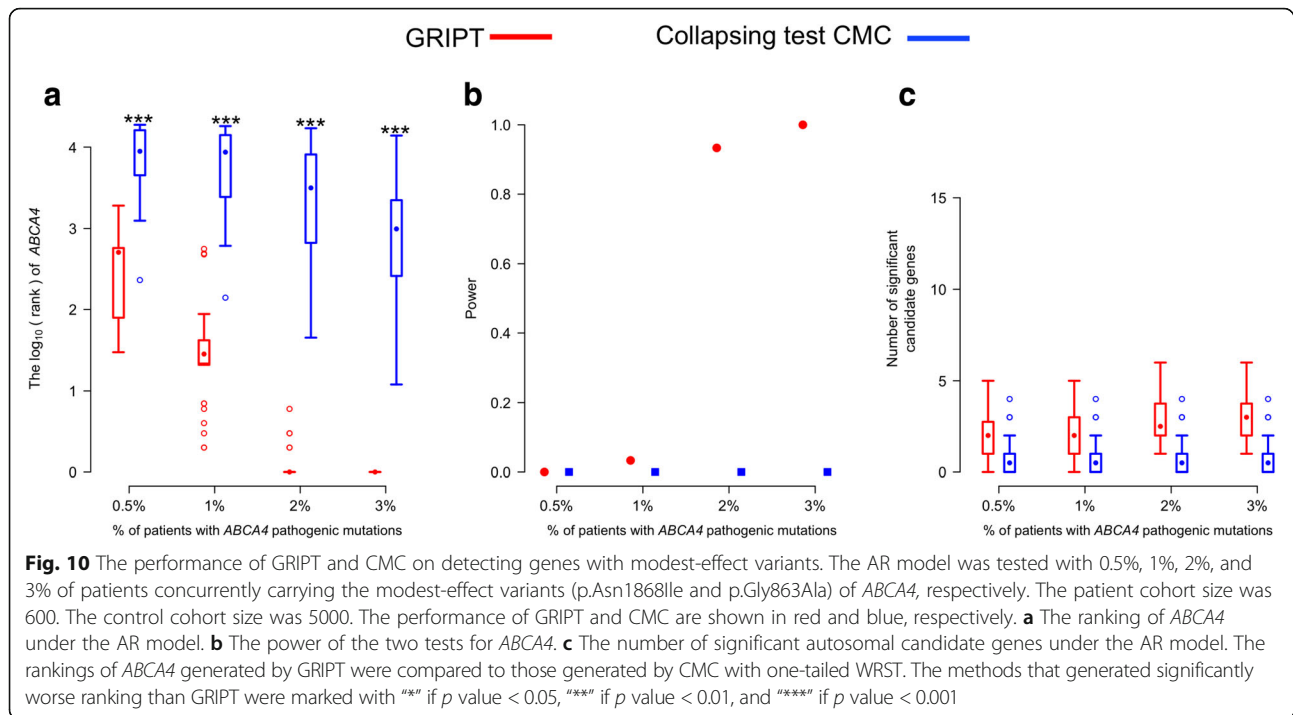 GRIPT
Collapsing test CMC
a
b
c
***
***
***
***
The log10 ( rank ) of ABCA4
4
3
2
1
0
0.5%
1%
2%
3%
% of patients with ABCA4 pathogenic mutations
Power
1.0
0.8
0.6
0.4
0.2
0.0
0.5%
1%
2%
3%
% of patients with ABCA4 pathogenic mutations
Number of significant
candidate genes
15
10
5
0
0.5%
1%
2%
3%
% of patients with ABCA4 pathogenic mutations
Fig. 10 The performance of GRIPT and CMC on detecting genes with modest-effect variants. The AR model was tested with 0.5%, 1%, 2%, and
3% of patients concurrently carrying the modest-effect variants (p.Asn1868Ile and p.Gly863Ala) of ABCA4, respectively. The patient cohort size was
600. The control cohort size was 5000. The performance of GRIPT and CMC are shown in red and blue, respectively. a The ranking of ABCA4
under the AR model. b The power of the two tests for ABCA4. c The number of significant autosomal candidate genes under the AR model. The
rankings of ABCA4 generated by GRIPT were compared to those generated by CMC with one-tailed WRST. The methods that generated significantly
worse ranking than GRIPT were marked with “*” if p value < 0.05, “**” if p value < 0.01, and “***” if p value < 0.001